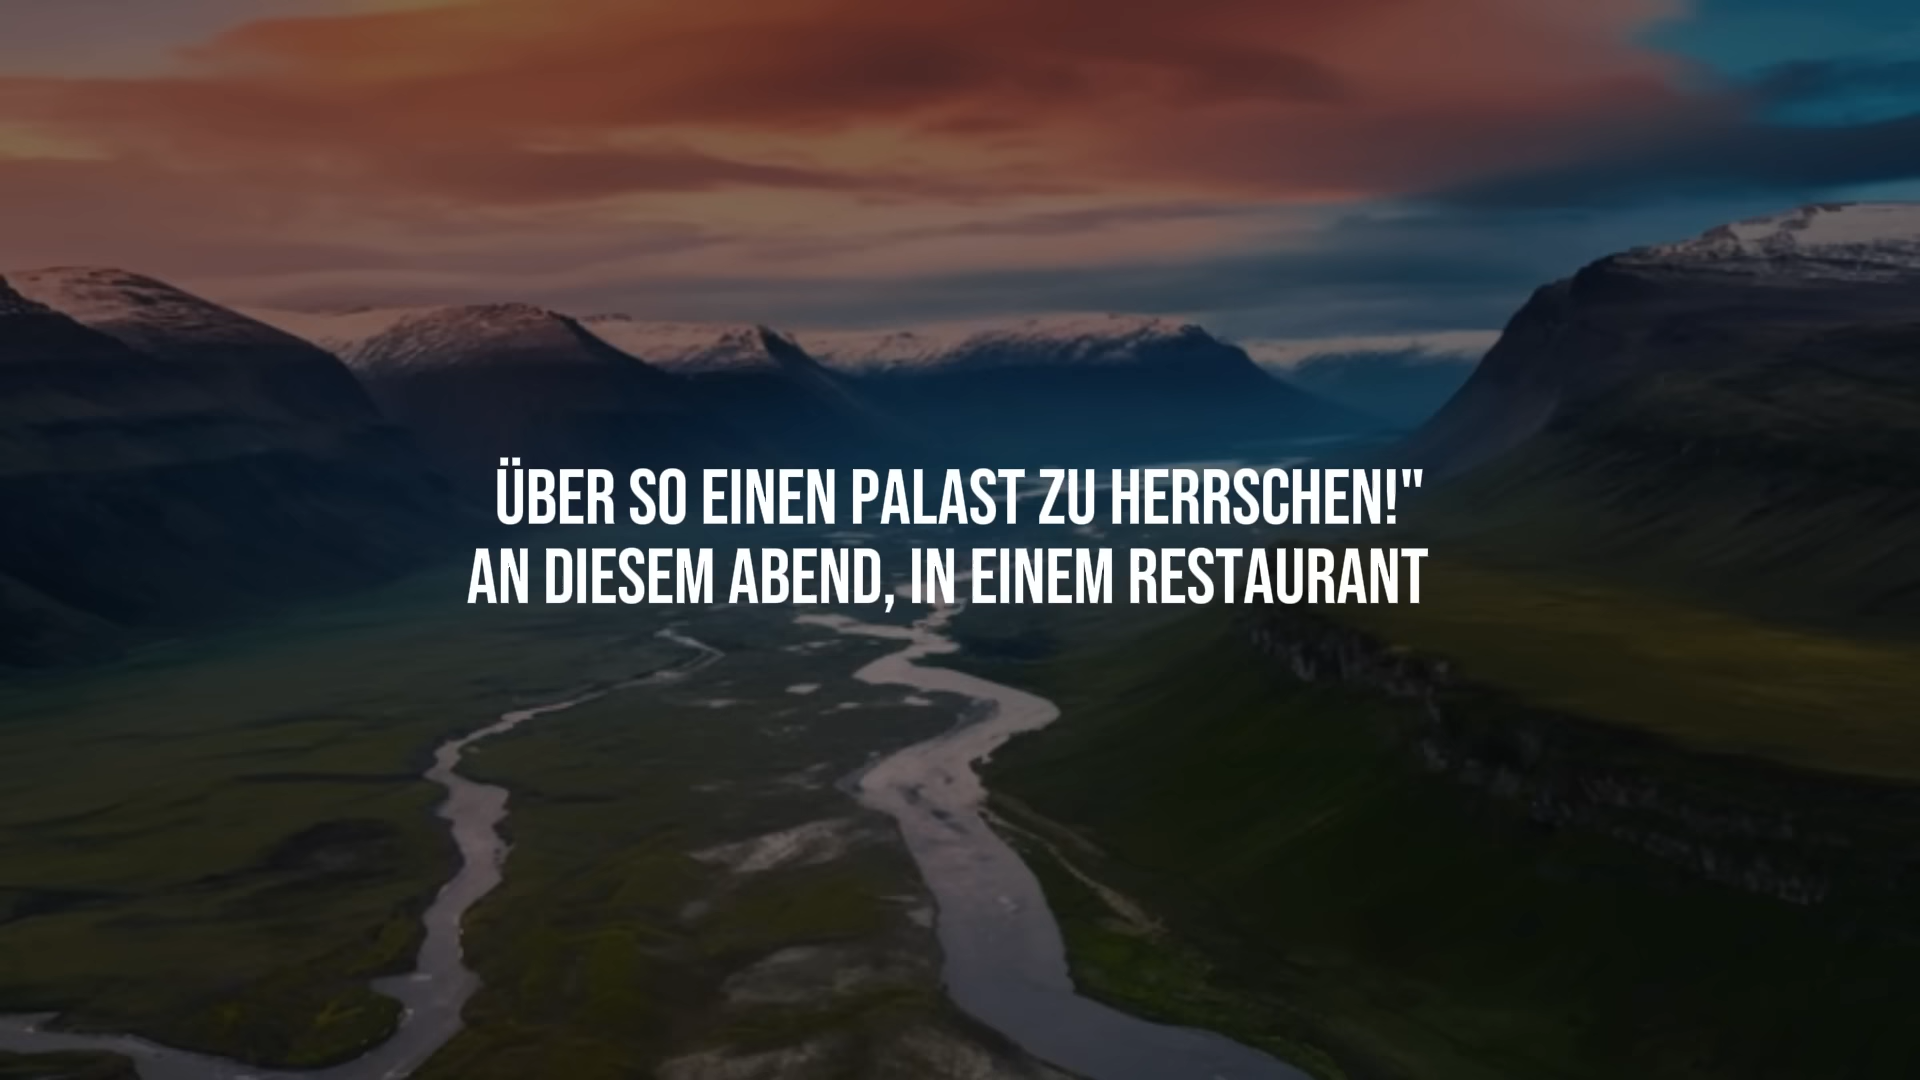 ÜBER SO EINEN PALAST ZU HERRSCHEN!"
AN DIESEM ABEND, IN EINEM RESTAURANT